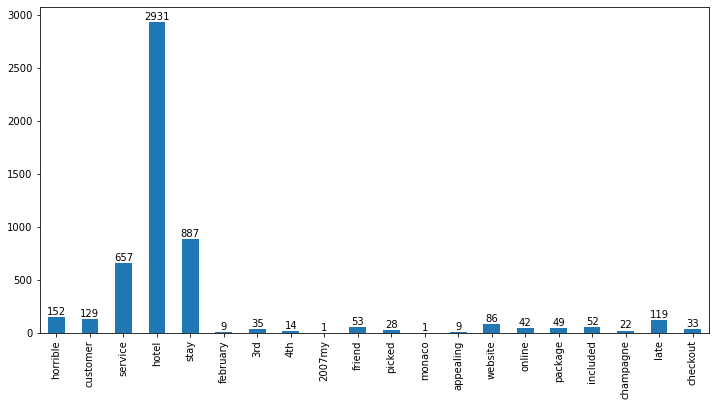 3000
2500
2000
1500
1000
500
0
152
129
657
2931
887
9
35
14
1
53
28
1
9
86
42
49
52
22
119
33
horrible
customer
service
hotel
stay
february
3rd
4th
2007my
friend
picked
monaco
appealing
website
online
package
included
champagne
late
checkout